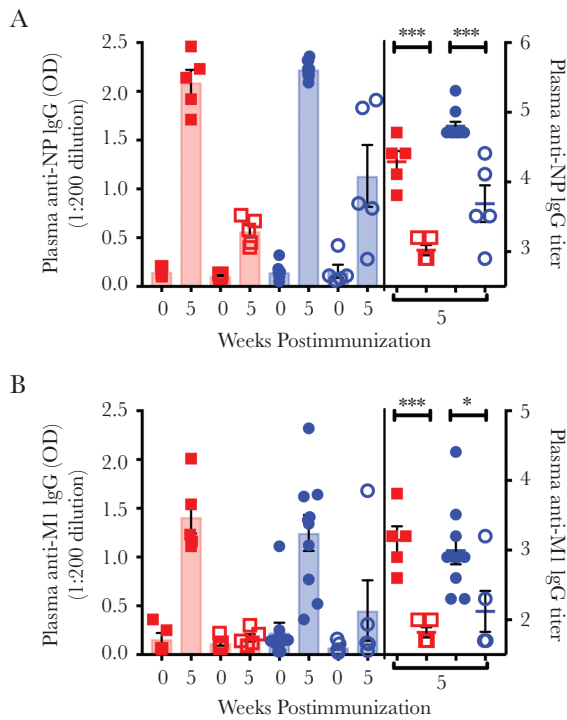 A
Plasma anti-NP IgG (OD)
(1:200 dilution)
2.5
2.0
1.5
1.0
0.5
0.0
*** ***
6
5
4
3
Plasma anti-NP IgG titer
0 5 0 5 0 5 0 5
5
Weeks Postimmunization
B
Plasma anti-M1 IgG (OD)
(1:200 dilution)
2.5
2.0
1.5
1.0
0.5
0.0
*** *
5
4
3
2
Plasma anti-M1 IgG titer
0 5 0 5 0 5 0 5
5
Weeks Postimmunization